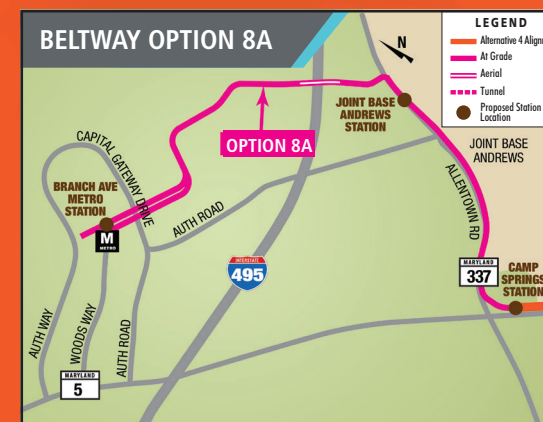 BELTWAY OPTION 8A
N
LEGEND
Alternative 4 Alignm
At Grade
Aerial
Tunnel
Proposed Station
Location
JOINT BASE
ANDREWS
STATION
JOINT BASE
ANDREWS
OPTION 8A
CAPITAL GATEWAY DRIVE
BRANCH AVE
METRO
STATION
M
METRO
AUTH ROAD
ALLENTOWN RD
INTERSTATE
495
MARYLAND
337
CAMP
SPRINGS
STATION
AUTH WAY
WOODS WAY
AUTH ROAD
MARYLAND
5